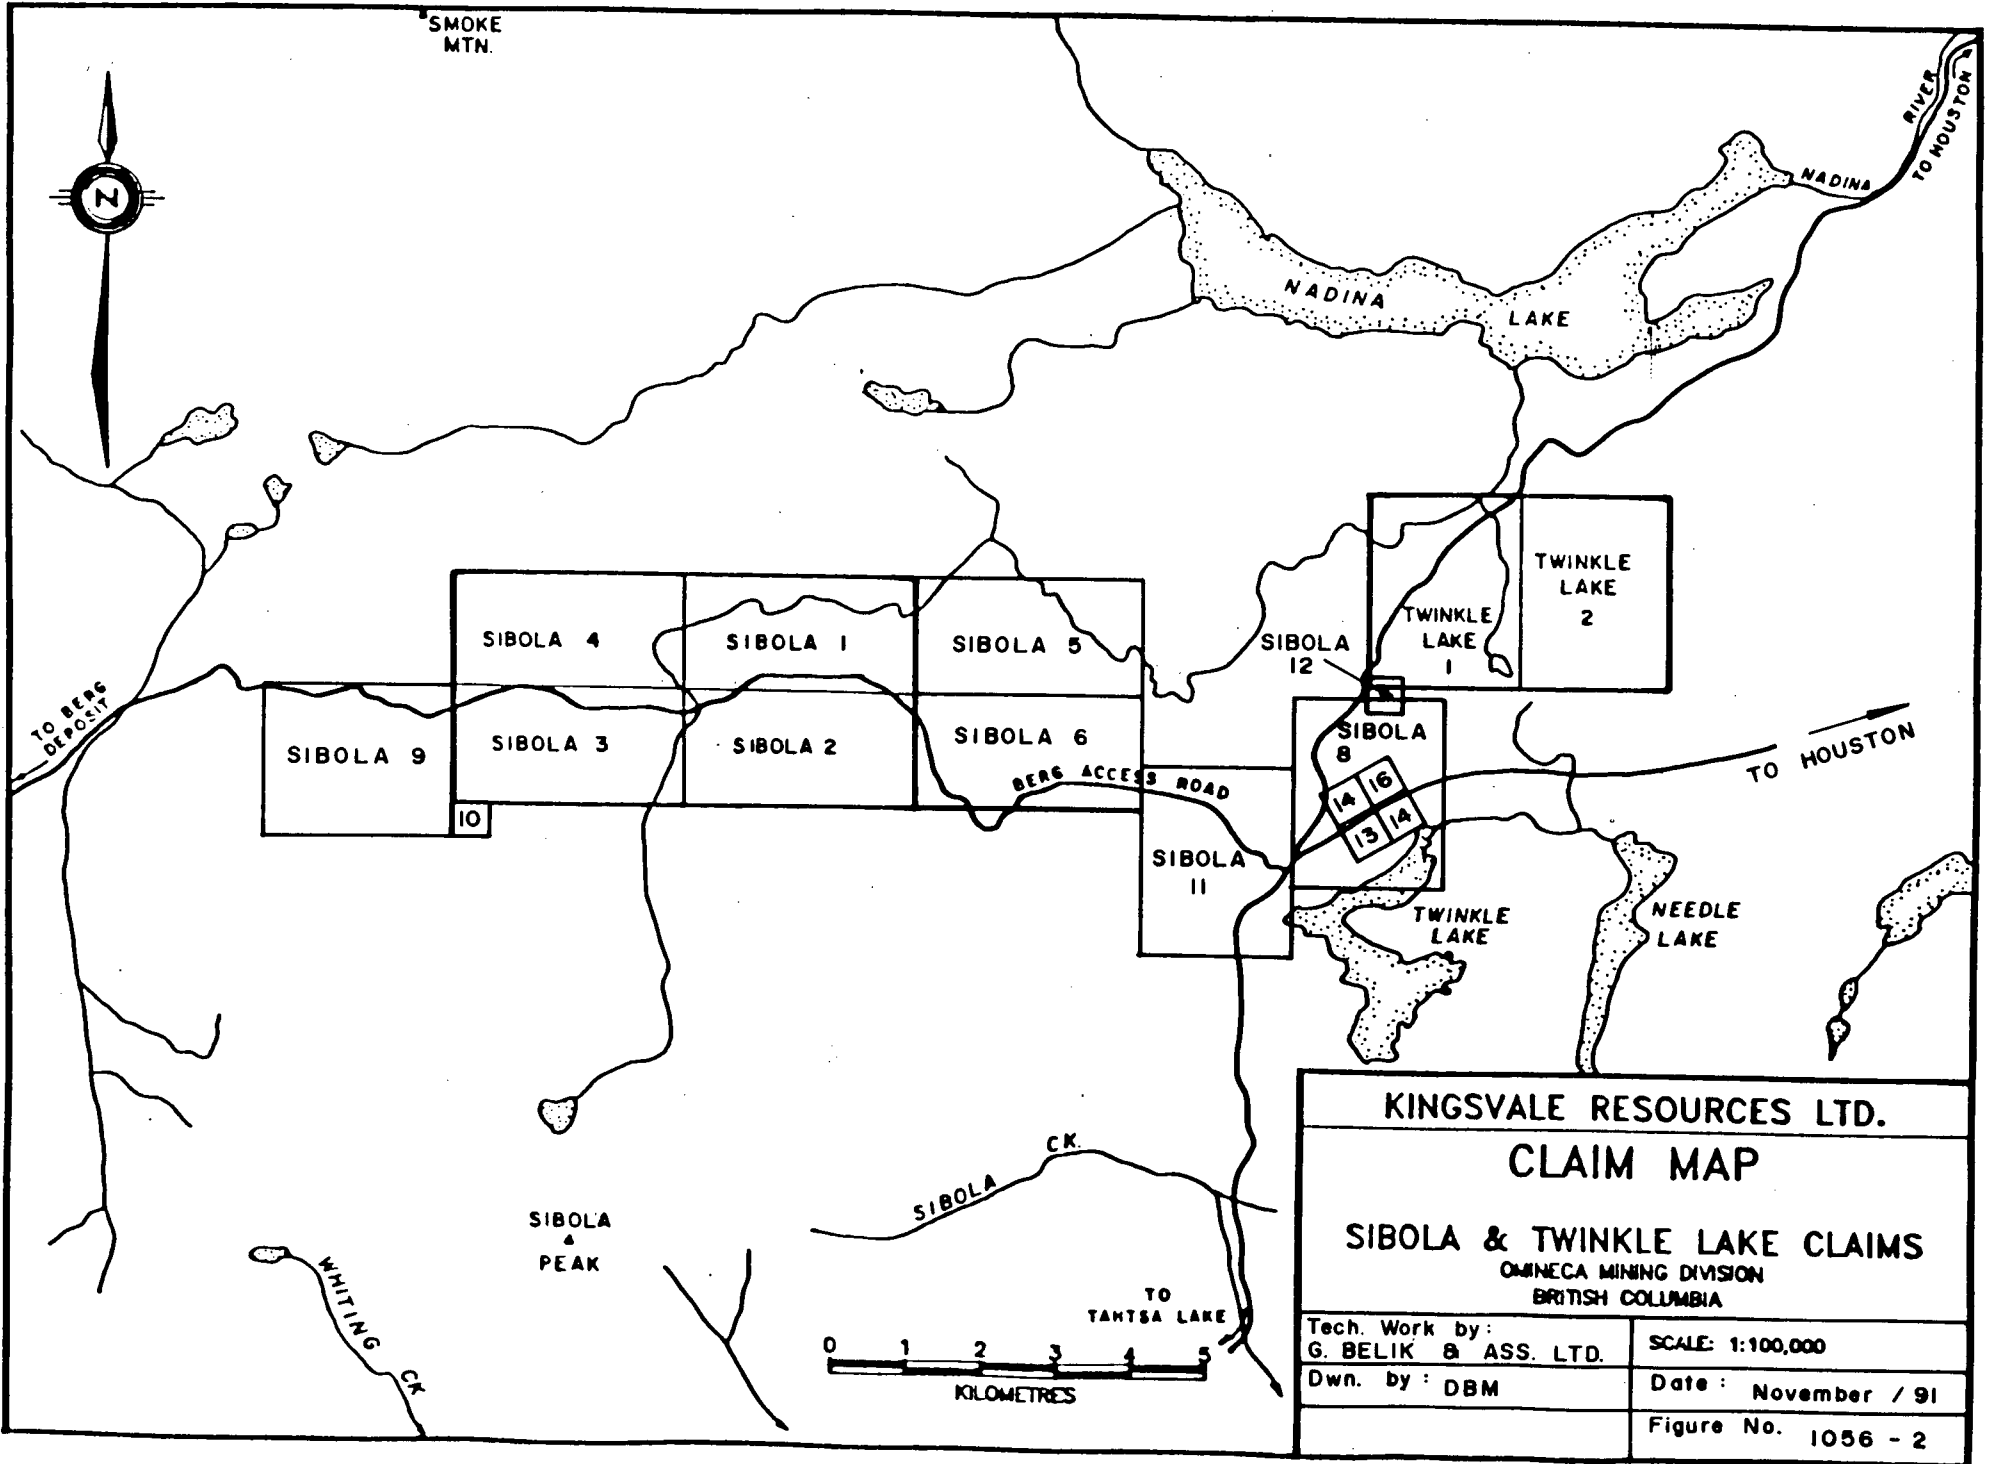 SMOKE
MTN.
N
RIVER
TO HOUSTON
NADINA
NADINA
LAKE
TWINKLE
LAKE
2
TWINKLE
LAKE
1
SIBOLA
12
SIBOLA 4
SIBOLA 1
SIBOLA 5
TO BERG
DEPOSIT
SIBOLA 9
SIBOLA 3
SIBOLA 2
SIBOLA 6
SIBOLA
8
TO HOUSTON
BERG ACCESS ROAD
14
16
13
14
10
SIBOLA
11
TWINKLE
LAKE
NEEDLE
LAKE
SIBOLA CK.
SIBOLA
PEAK
WHITING CK
TO
TAHTSA LAKE
0 1 2 3 4 5
KILOMETRES
KINGSVALE RESOURCES LTD.
CLAIM MAP
SIBOLA & TWINKLE LAKE CLAIMS
OMINECA MINING DIVISION
BRITISH COLUMBIA
Tech. Work by:
G. BELIK & ASS. LTD.
SCALE: 1:100,000
Dwn. by: DBM
Date: November / 91
Figure No. 1056 - 2